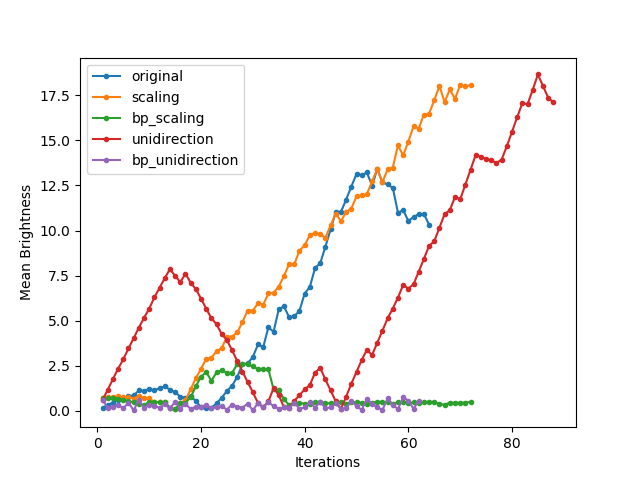 original
scaling
bp_scaling
unidirection
bp_unidirection
17.5
15.0
12.5
10.0
7.5
5.0
2.5
0.0
Mean Brightness
0 20 40 60 80
Iterations